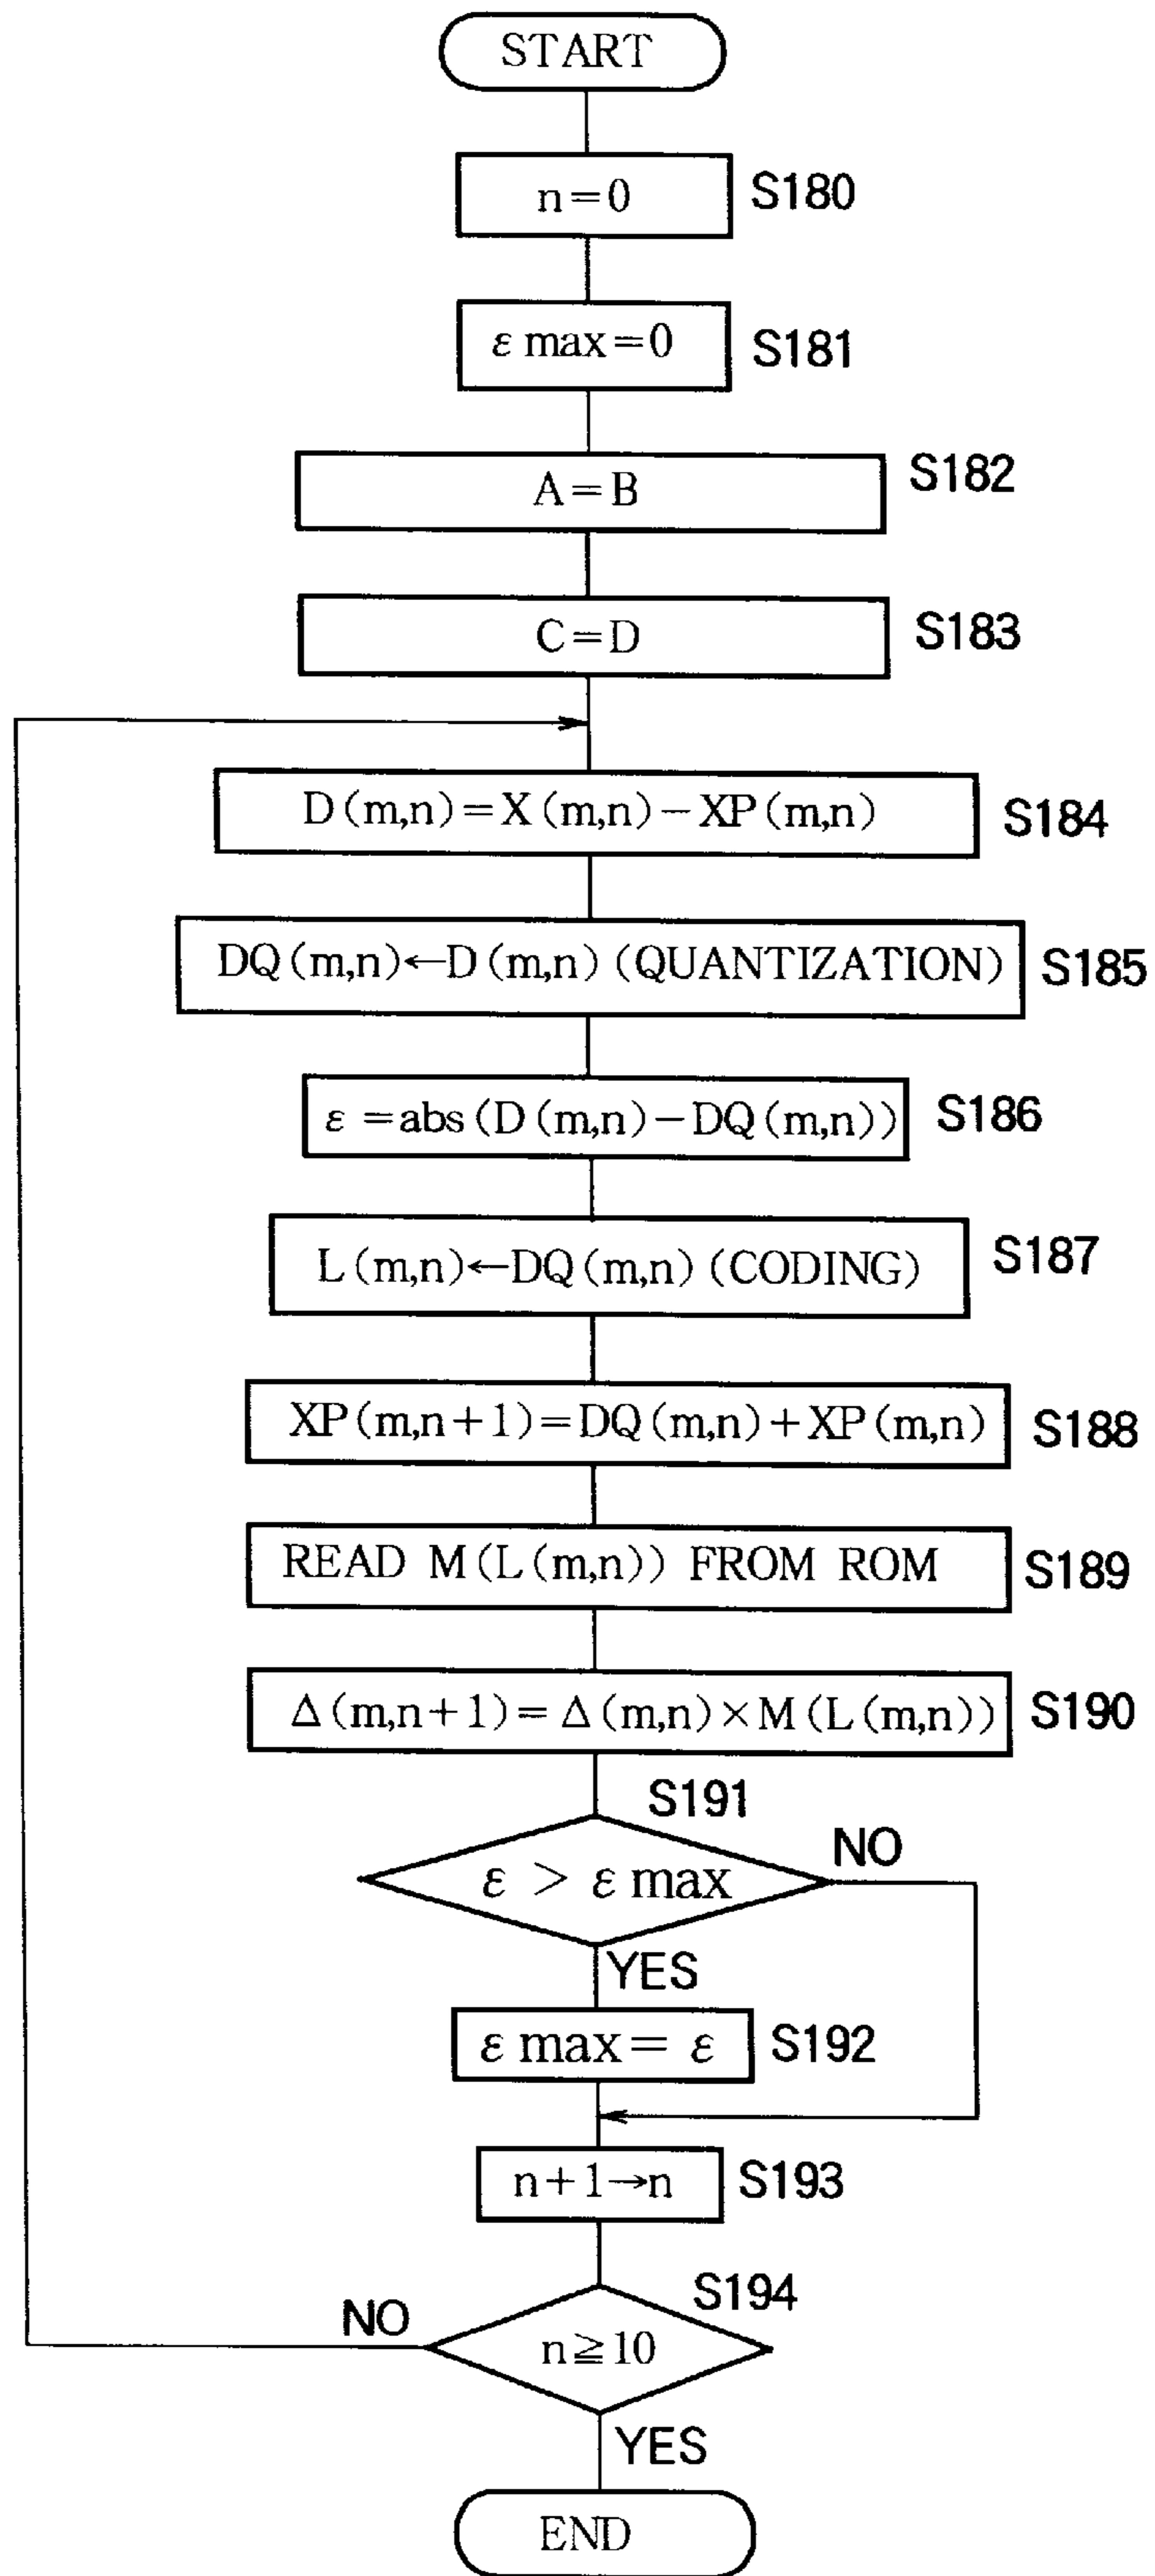 START
n=0 S180
ε max=0 S181
A=B S182
C=D S183
D(m,n)=X(m,n)−XP(m,n) S184
DQ(m,n)←D(m,n)(QUANTIZATION) S185
ε=abs(D(m,n)−DQ(m,n)) S186
L(m,n)←DQ(m,n)(CODING) S187
XP(m,n+1)=DQ(m,n)+XP(m,n) S188
READ M(L(m,n)) FROM ROM S189
Δ(m,n+1)=Δ(m,n)×M(L(m,n)) S190
S191
ε > ε max NO
YES
ε max= ε S192
n+1→n S193
S194
NO
n≧10
YES
END